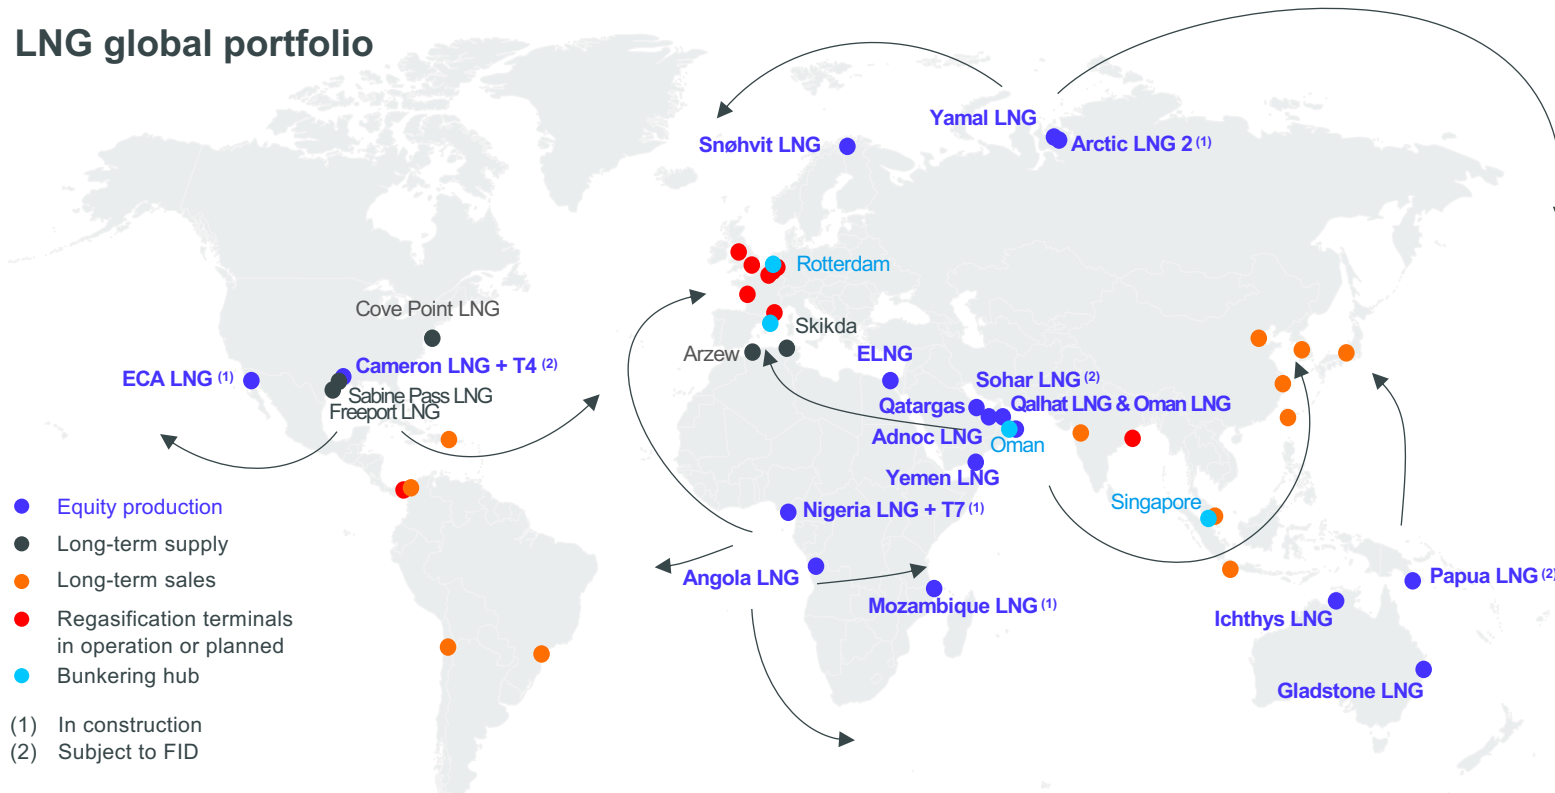 LNG global portfolio
Yamal LNG
Snøhvit LNG
Arctic LNG 2 (1)
Rotterdam
Cove Point LNG
Skikda
Arzew
ELNG
Cameron LNG + T4 (2)
ECA LNG (1)
Sabine Pass LNG
Freeport LNG
Sohar LNG (2)
Qatargas
Qalhat LNG & Oman LNG
Adnoc LNG
Oman
Yemen LNG
Singapore
Nigeria LNG + T7 (1)
Angola LNG
Mozambique LNG (1)
Papua LNG (2)
Ichthys LNG
Gladstone LNG
Equity production
Long-term supply
Long-term sales
Regasification terminals
in operation or planned
Bunkering hub
(1) In construction
(2) Subject to FID